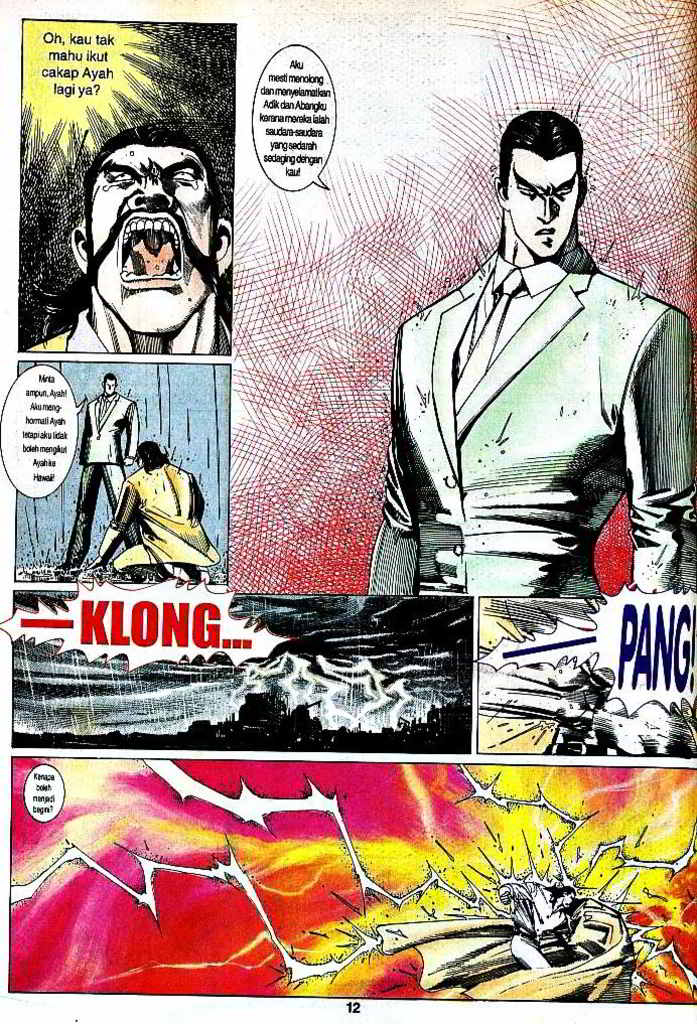 Oh, kau tak
mahu ikut
cakap Ayah
lagi ya?
Aku
mesti menolong
dan menyelamatkan
Adik dan Abangku
kerana mereka ialah
saudara-saudara
yang sedarah
sedaging dengan
kau!
Minta
ampun, Ayah!
Aku meng-
hormati Ayah
tetapi aku tidak
boleh mengikut
Ayah ke
Hawaii!
KLONG...
PANG!
Kenapa
boleh
menjadi
begini?
12